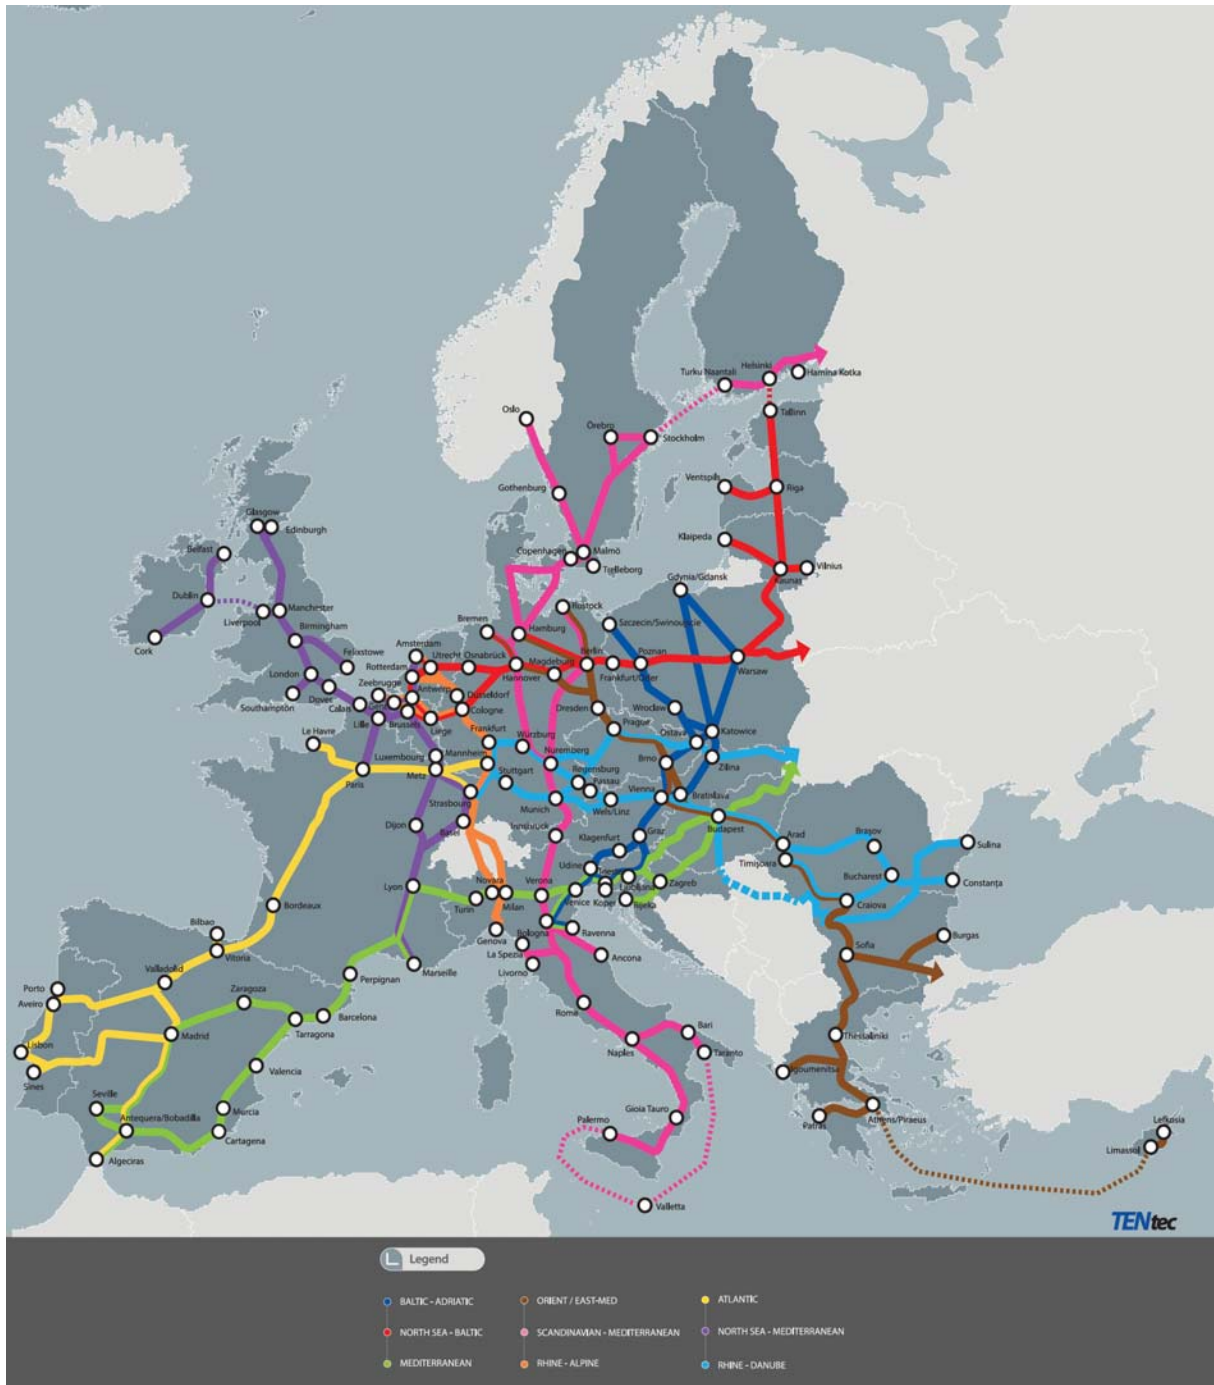 Helsinki
Turku Naantali
Hamina Kotka
Oslo
Tallinn
Örebro
Stockholm
Ventspils
Riga
Gothenburg
Glasgow
Edinburgh
Klaipeda
Belfast
Copenhagen
Malmö
Trelleborg
Vilnius
Kaunas
Gdynia/Gdansk
Dublin
Manchester
Liverpool
Rostock
Szczecin/Swinoujscie
Birmingham
Bremen
Hamburg
Cork
Felixstowe
Amsterdam
Utrecht
Osnabrück
Berlin
Poznan
Rotterdam
Hannover
Magdeburg
Frankfurt/Oder
Warsaw
London
Zeebrugge
Antwerp
Düsseldorf
Southampton
Dover
Calais
Cologne
Dresden
Wrocław
Lille
Brussels
Liège
Prague
Katowice
Le Havre
Frankfurt
Würzburg
Ostava
Luxembourg
Mannheim
Nuremberg
Brno
Zilina
Paris
Metz
Stuttgart
Regensburg
Passau
Strasbourg
Munich
Wels/Linz
Vienna
Bratislava
Dijon
Basel
Innsbruck
Klagenfurt
Graz
Budapest
Arad
Braşov
Sulina
Timişoara
Udine
Lyon
Novara
Verona
Ljubljana
Zagreb
Bucharest
Constanţa
Turin
Milan
Venice
Koper
Rijeka
Craiova
Bordeaux
Bilbao
Genova
Bologna
Ravenna
Burgas
Vitoria
La Spezia
Ancona
Sofia
Valladolid
Perpignan
Marseille
Livorno
Porto
Zaragoza
Aveiro
Barcelona
Rome
Tarragona
Madrid
Bari
Thessaloniki
Lisbon
Naples
Taranto
Valencia
Igoumenitsa
Sines
Seville
Murcia
Gioia Tauro
Antequera/Bobadilla
Palermo
Patras
Athens/Piraeus
Lefkosia
Cartagena
Limassol
Algeciras
Valletta
TENtec
Legend
BALTIC - ADRIATIC
ORIENT / EAST-MED
ATLANTIC
NORTH SEA - BALTIC
SCANDINAVIAN - MEDITERRANEAN
NORTH SEA - MEDITERRANEAN
MEDITERRANEAN
RHINE - ALPINE
RHINE - DANUBE